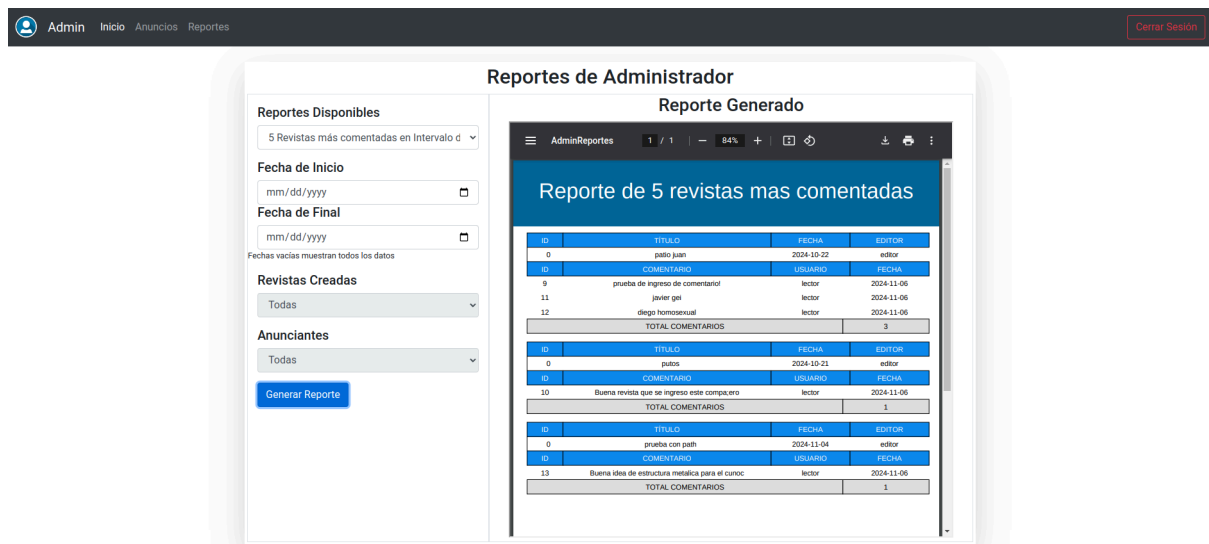 Admin Inicio Anuncios Reportes Cerrar Sesión
Reportes de Administrador
Reportes Disponibles
5 Revistas más comentadas en Intervalo d
Fecha de Inicio
mm/dd/yyyy
Fecha de Final
mm/dd/yyyy
Fechas vacías muestran todos los datos
Revistas Creadas
Todas
Anunciantes
Todas
Generar Reporte
Reporte Generado
AdminReportes 1 / 1 84%
Reporte de 5 revistas mas comentadas
ID TÍTULO FECHA EDITOR
0 patio juan 2024-10-22 editor
ID COMENTARIO USUARIO FECHA
9 prueba de ingreso de comentario! lector 2024-11-06
11 javier gei lector 2024-11-06
12 diego homosexual lector 2024-11-06
TOTAL COMENTARIOS 3
ID TÍTULO FECHA EDITOR
0 putos 2024-10-21 editor
ID COMENTARIO USUARIO FECHA
10 Buena revista que se ingreso este compa;ero lector 2024-11-06
TOTAL COMENTARIOS 1
ID TÍTULO FECHA EDITOR
0 prueba con path 2024-11-04 editor
ID COMENTARIO USUARIO FECHA
13 Buena idea de estructura metalica para el cunoc lector 2024-11-06
TOTAL COMENTARIOS 1